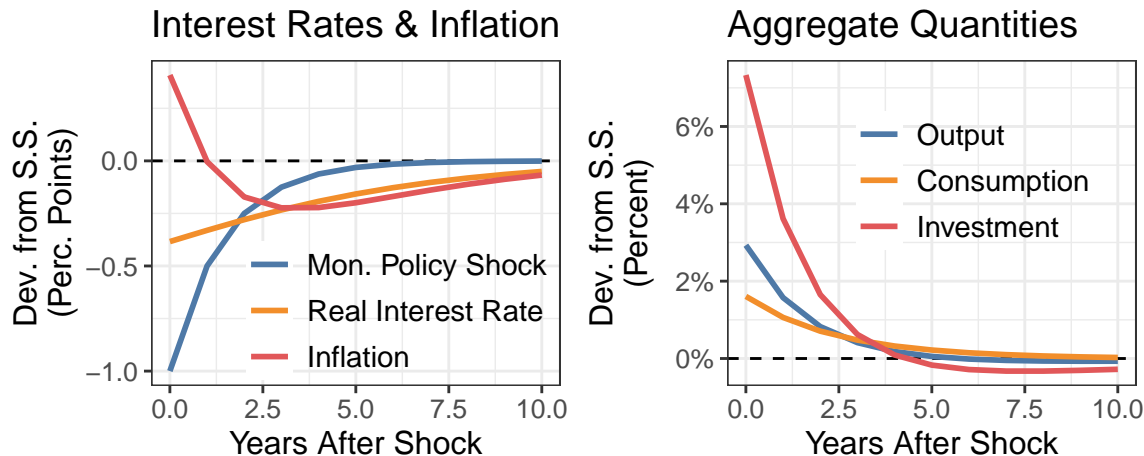 Interest Rates & Inflation
Dev. from S.S.
(Perc. Points)
0.0
−0.5
−1.0
Mon. Policy Shock
Real Interest Rate
Inflation
0.0
2.5
5.0
7.5
10.0
Years After Shock
Aggregate Quantities
Dev. from S.S.
(Percent)
6%
4%
2%
0%
Output
Consumption
Investment
0.0
2.5
5.0
7.5
10.0
Years After Shock